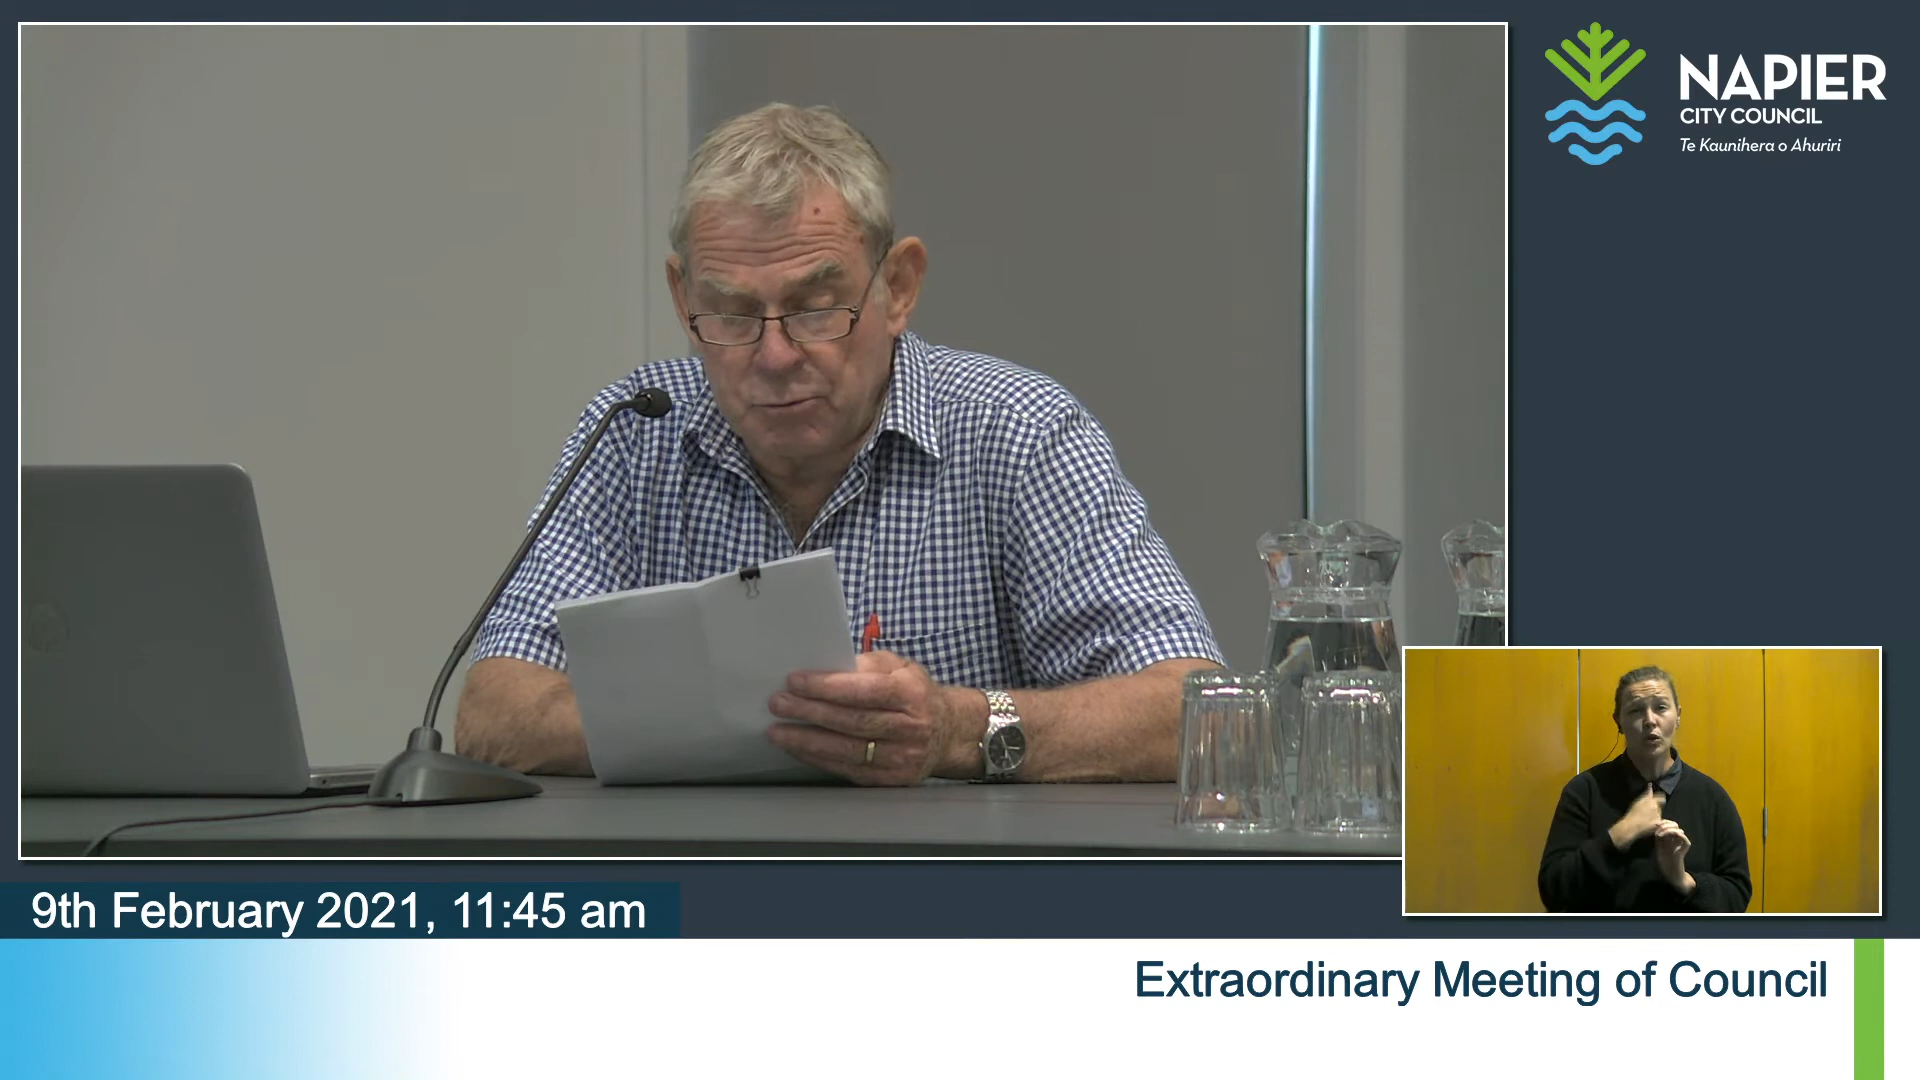 NAPIER
CITY COUNCIL
Te Kaunihera o Ahuriri
9th February 2021, 11:45 am
Extraordinary Meeting of Council